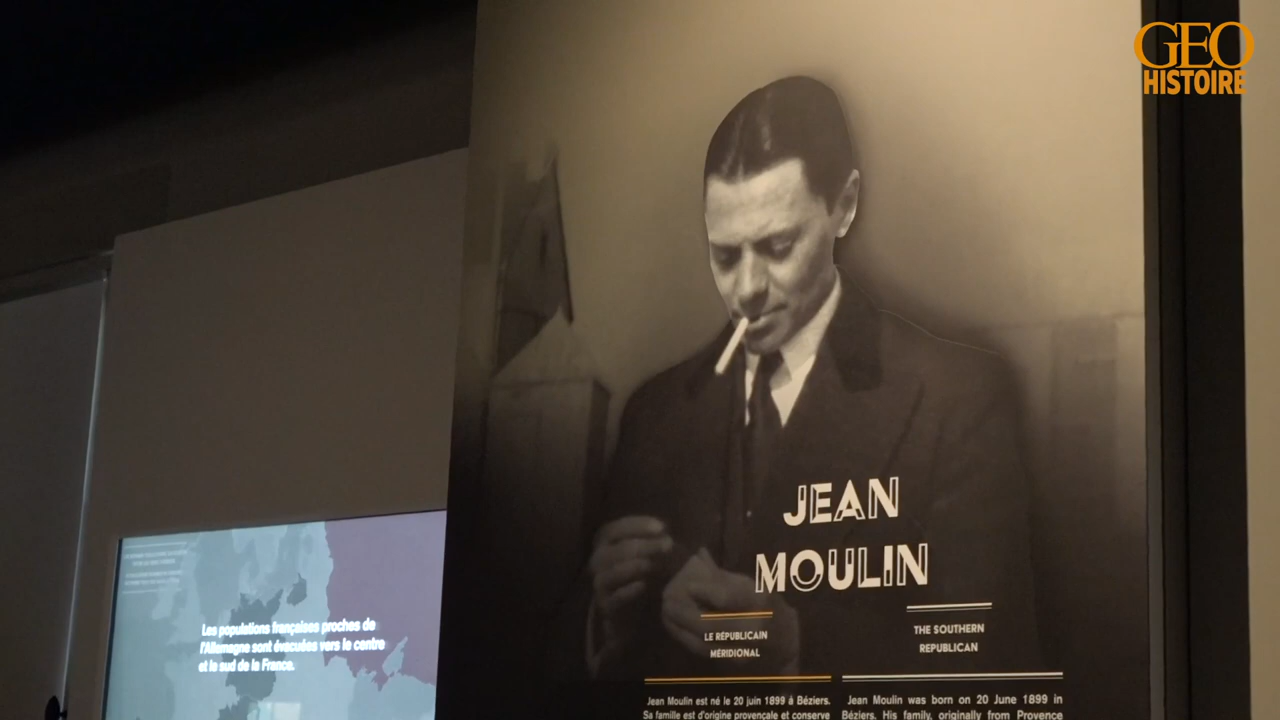 GEO
HISTOIRE
JEAN
MOULIN
LE RÉPUBLICAIN
MÉRIDIONAL
THE SOUTHERN
REPUBLICAN
Jean Moulin est né le 20 juin 1899 à Béziers.
Sa famille est d'origine provençale et conserve
Jean Moulin was born on 20 June 1899 in
Béziers. His family, originally from Provence
Les populations françaises proches de
l'Allemagne sont évacuées vers le centre
et le sud de la France.